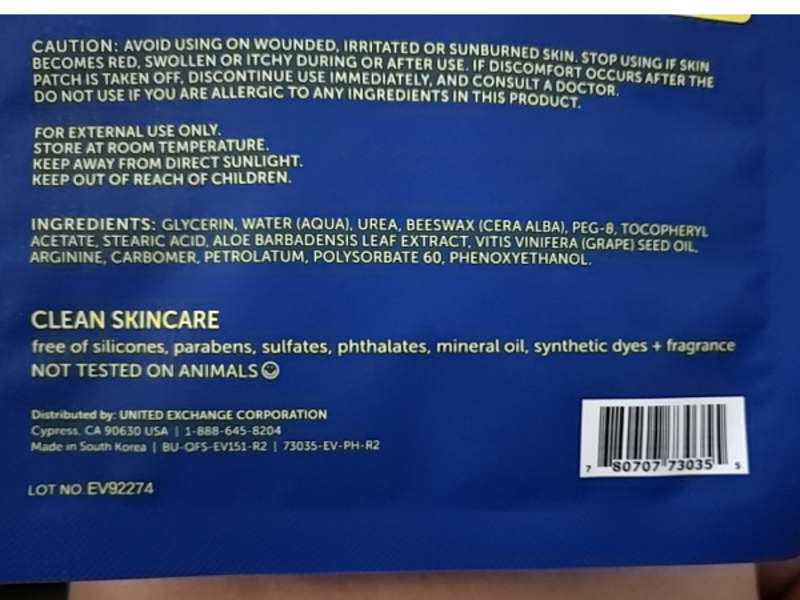 CAUTION: AVOID USING ON WOUNDED, IRRITATED OR SUNBURNED SKIN. STOP USING IF SKIN
BECOMES RED, SWOLLEN OR ITCHY DURING OR AFTER USE. IF DISCOMFORT OCCURS AFTER THE
PATCH IS TAKEN OFF, DISCONTINUE USE IMMEDIATELY, AND CONSULT A DOCTOR.
DO NOT USE IF YOU ARE ALLERGIC TO ANY INGREDIENTS IN THIS PRODUCT.
FOR EXTERNAL USE ONLY.
STORE AT ROOM TEMPERATURE.
KEEP AWAY FROM DIRECT SUNLIGHT.
KEEP OUT OF REACH OF CHILDREN.
INGREDIENTS: GLYCERIN, WATER (AQUA), UREA, BEESWAX (CERA ALBA), PEG-8, TOCOPHERYL
ACETATE, STEARIC ACID, ALOE BARBADENSIS LEAF EXTRACT, VITIS VINIFERA (GRAPE) SEED OIL,
ARGININE, CARBOMER, PETROLATUM, POLYSORBATE 60, PHENOXYETHANOL.
CLEAN SKINCARE
free of silicones, parabens, sulfates, phthalates, mineral oil, synthetic dyes + fragrance
NOT TESTED ON ANIMALS
Distributed by: UNITED EXCHANGE CORPORATION
Cypress, CA 90630 USA | 1-888-645-8204
Made in South Korea | BU-QFS-EV151-R2 | 73035-EV-PH-R2
7 80707 73035 5
LOT NO. EV92274